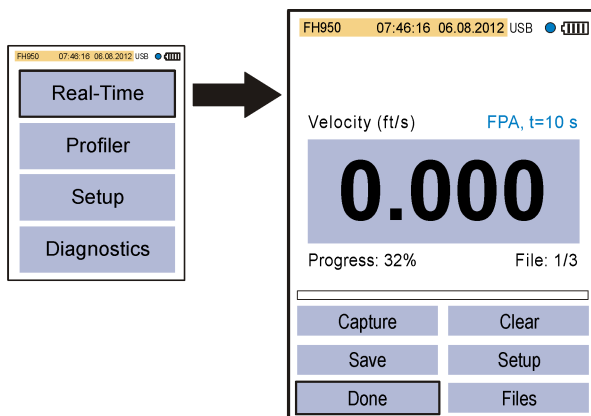 FH950 07:46:16 06.08.2012 USB
Real-Time
Profiler
Setup
Diagnostics
FH950 07:46:16 06.08.2012 USB
Velocity (ft/s) FPA, t=10 s
0.000
Progress: 32% File: 1/3
Capture Clear
Save Setup
Done Files